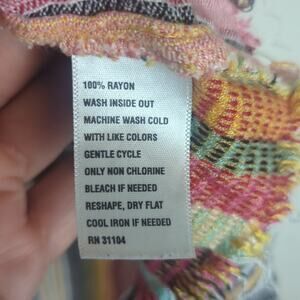 100% RAYON
WASH INSIDE OUT
MACHINE WASH COLD
WITH LIKE COLORS
GENTLE CYCLE
ONLY NON CHLORINE
BLEACH IF NEEDED
RESHAPE, DRY FLAT
COOL IRON IF NEEDED
RN 31104